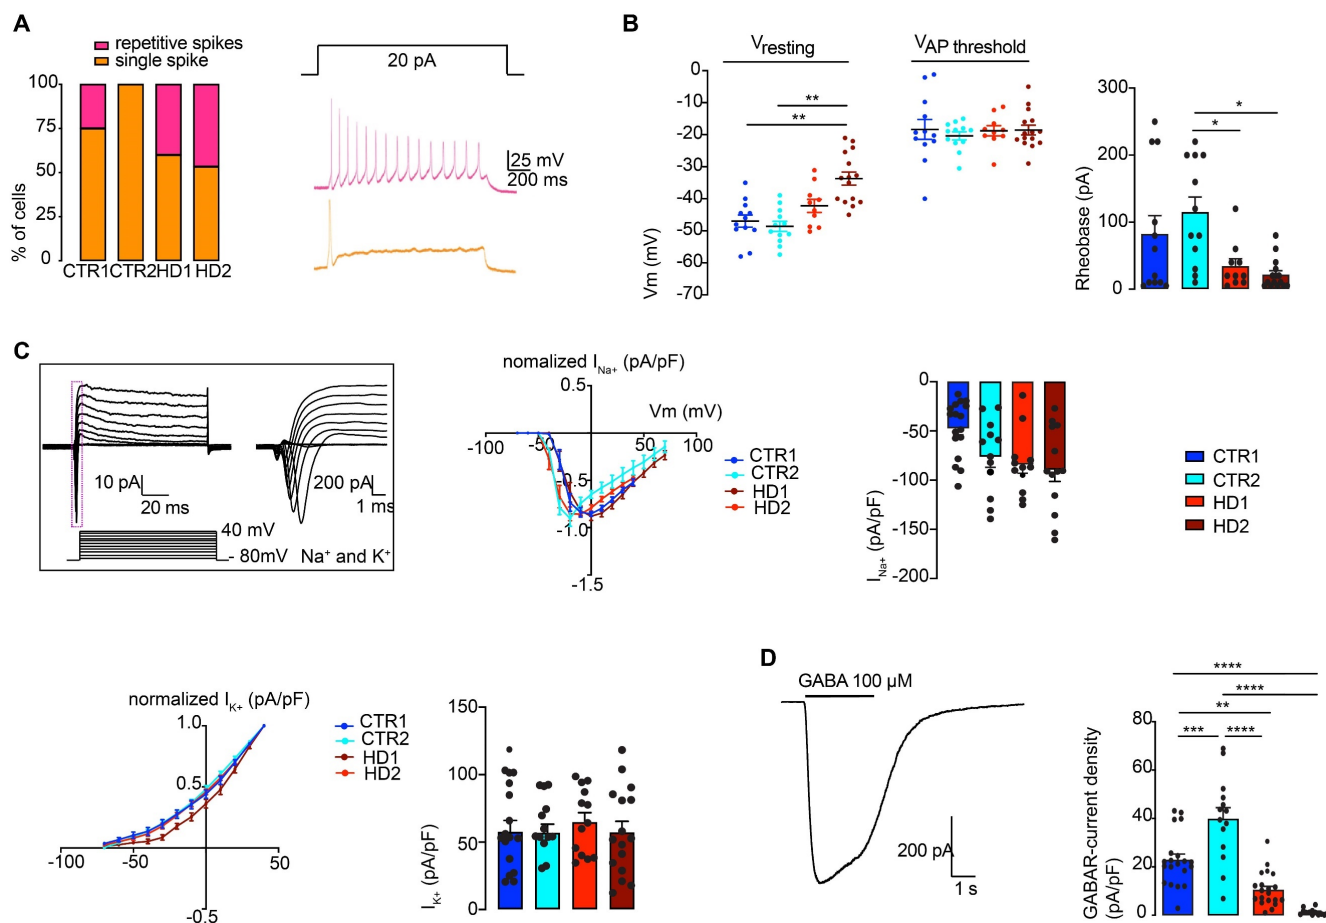 A
repetitive spikes
single spike
% of cells
100
75
50
25
0
CTR1
CTR2
HD1
HD2
20 pA
25 mV
200 ms
B
Vresting
VAP threshold
Vm (mV)
0
-10
-20
-30
-40
-50
-60
-70
**
**
Rheobase (pA)
300
200
100
0
*
*
C
10 pA
20 ms
200 pA
1 ms
40 mV
- 80mV
Na+ and K+
nomalized INa+ (pA/pF)
0.5
Vm (mV)
-100
-50
50
100
-0.5
-1.0
-1.5
CTR1
CTR2
HD1
HD2
INa+ (pA/pF)
0
-50
-100
-150
-200
CTR1
CTR2
HD1
HD2
normalized IK+ (pA/pF)
1.0
0.5
-100
-50
0
50
-0.5
CTR1
CTR2
HD1
HD2
IK+ (pA/pF)
150
100
50
0
D
GABA 100 µM
200 pA
1 s
GABAR-current density
(pA/pF)
80
60
40
20
0
****
****
**
***
****